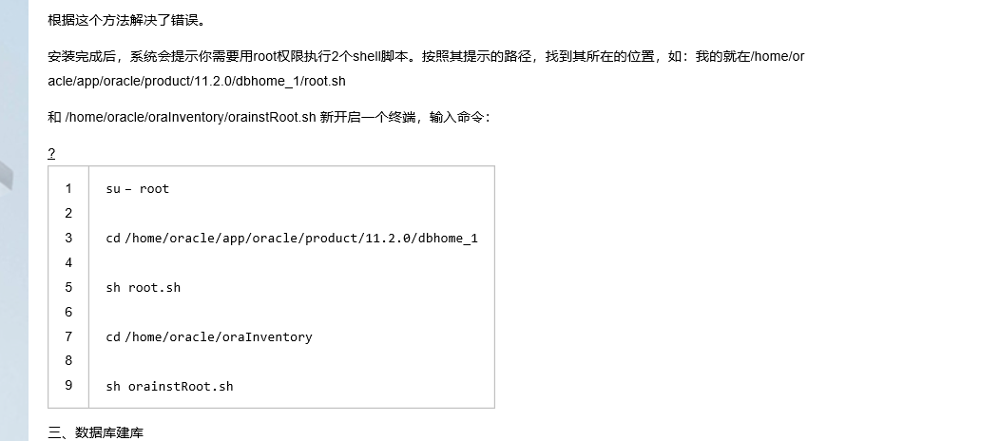 根据这个方法解决了错误。
安装完成后，系统会提示你需要用root权限执行2个shell脚本。按照其提示的路径，找到其所在的位置，如：我的就在/home/or
acle/app/oracle/product/11.2.0/dbhome_1/root.sh
和 /home/oracle/oraInventory/orainstRoot.sh 新开启一个终端，输入命令：
?
1 su – root
2
3 cd /home/oracle/app/oracle/product/11.2.0/dbhome_1
4
5 sh root.sh
6
7 cd /home/oracle/oraInventory
8
9 sh orainstRoot.sh
三、数据库建库